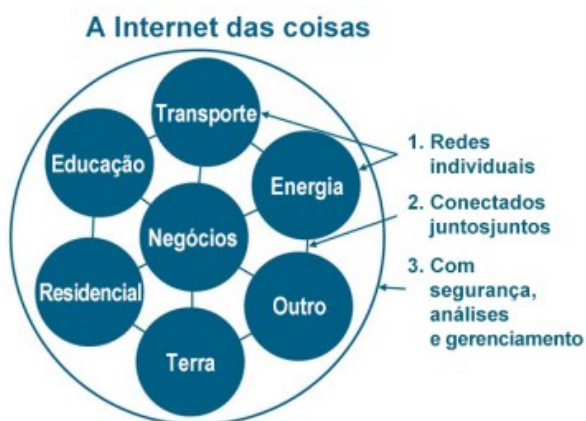 A Internet das coisas
Transporte
Educação
Energia
Negócios
Residencial
Outro
Terra
1. Redes
individuais
2. Conectados
juntosjuntos
3. Com
segurança,
análises
e gerenciamento